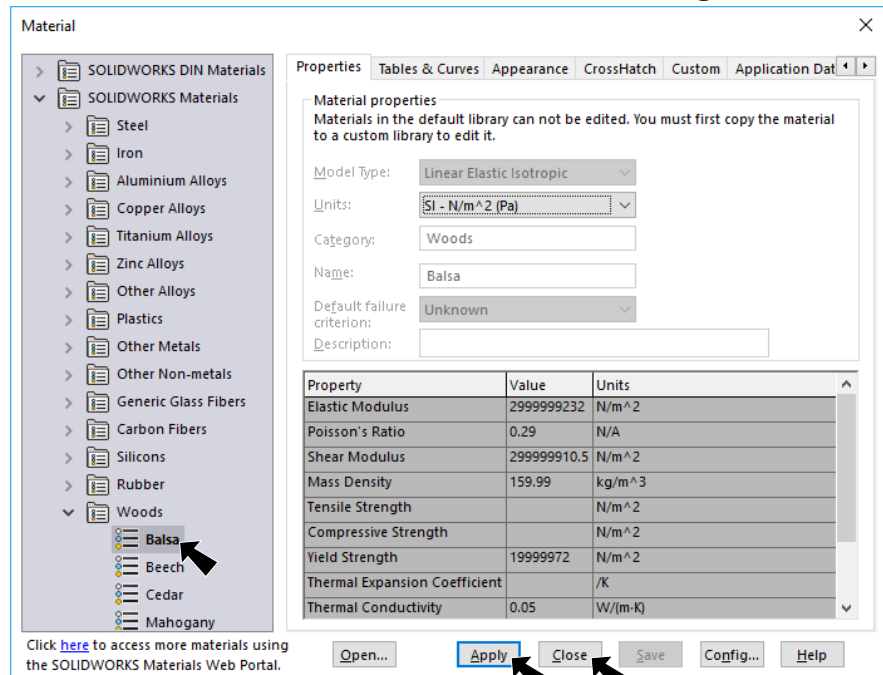 Material
SOLIDWORKS DIN Materials
SOLIDWORKS Materials
Steel
Iron
Aluminium Alloys
Copper Alloys
Titanium Alloys
Zinc Alloys
Other Alloys
Plastics
Other Metals
Other Non-metals
Generic Glass Fibers
Carbon Fibers
Silicons
Rubber
Woods
Balsa
Beech
Cedar
Mahogany
Click here to access more materials using
the SOLIDWORKS Materials Web Portal.
Properties Tables & Curves Appearance CrossHatch Custom Application Dat
Material properties
Materials in the default library can not be edited. You must first copy the material
to a custom library to edit it.
Model Type: Linear Elastic Isotropic
Units: SI - N/m^2 (Pa)
Category: Woods
Name: Balsa
Default failure
criterion: Unknown
Description:
Property Value Units
Elastic Modulus 2999999232 N/m^2
Poisson's Ratio 0.29 N/A
Shear Modulus 299999910.5 N/m^2
Mass Density 159.99 kg/m^3
Tensile Strength N/m^2
Compressive Strength N/m^2
Yield Strength 19999972 N/m^2
Thermal Expansion Coefficient /K
Thermal Conductivity 0.05 W/(m·K)
Open... Apply Close Save Config... Help